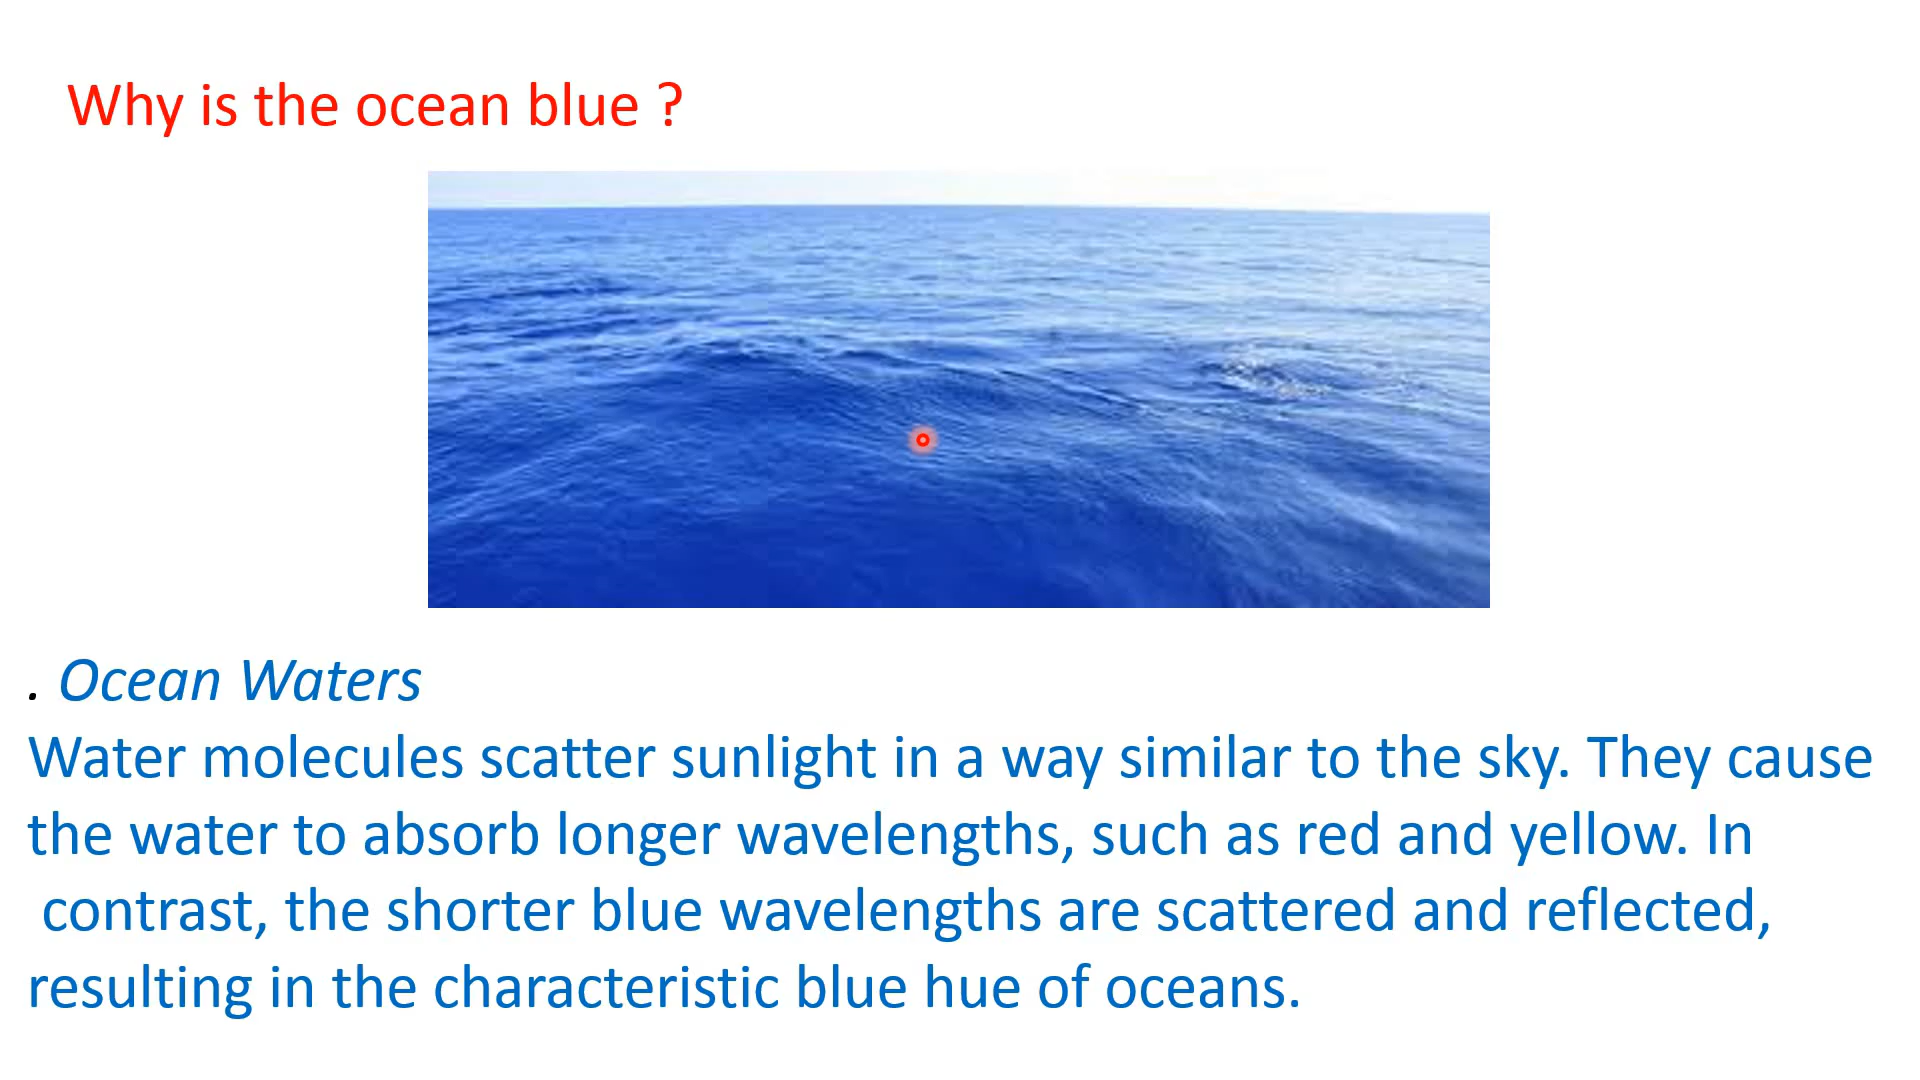 .
Why is the ocean blue ?
. Ocean Waters
Water molecules scatter sunlight in a way similar to the sky. They cause
the water to absorb longer wavelengths, such as red and yellow. In
contrast, the shorter blue wavelengths are scattered and reflected,
resulting in the characteristic blue hue of oceans.